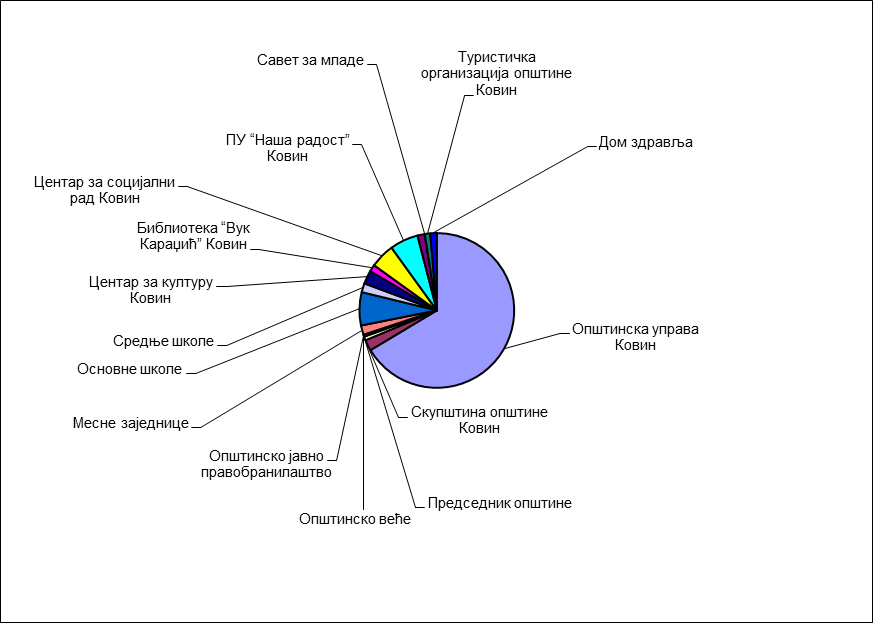 Савет за младе
Туристичка
организација општине
Ковин
ПУ “Наша радост”
Ковин
Дом здравља
Центар за социјални
рад Ковин
Библиотека “Вук
Караџић” Ковин
Центар за културу
Ковин
Општинска управа
Ковин
Средње школе
Основне школе
Скупштина општине
Ковин
Месне заједнице
Општинско јавно
правобранилаштво
Председник општине
Општинско веће